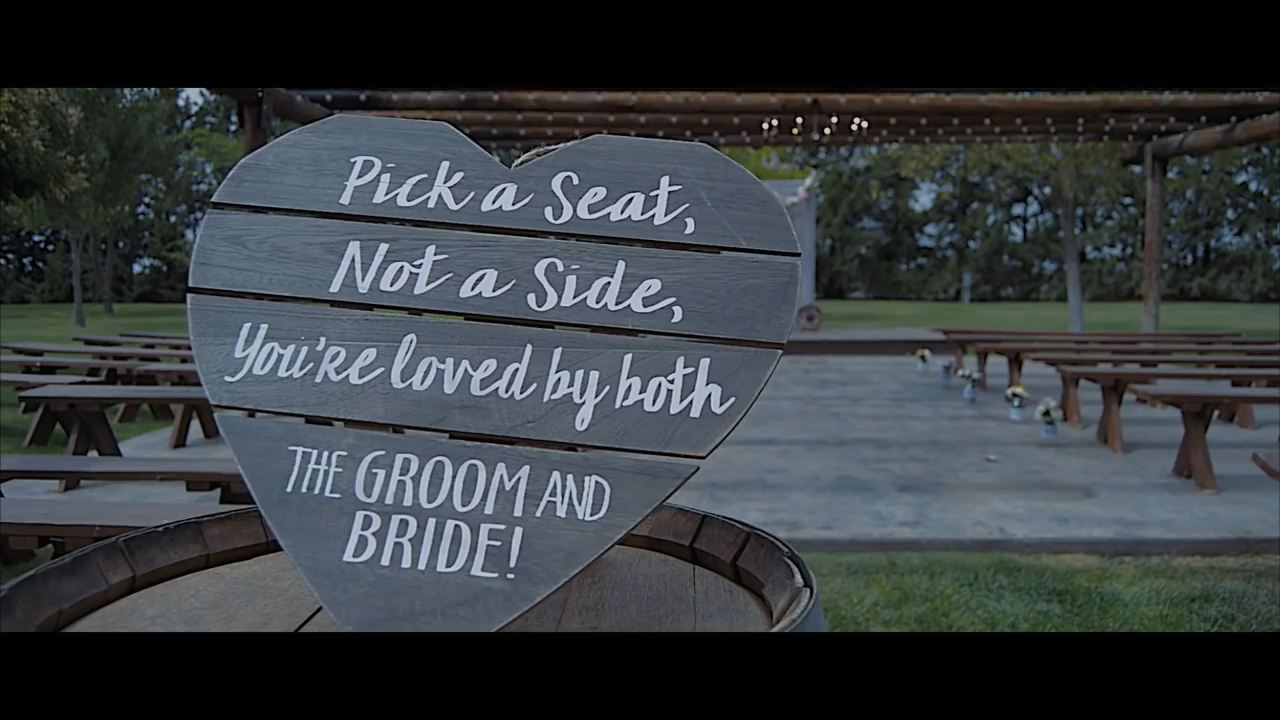 Pick a Seat,
Not a Side,
You're loved by both
THE GROOM AND
BRIDE!